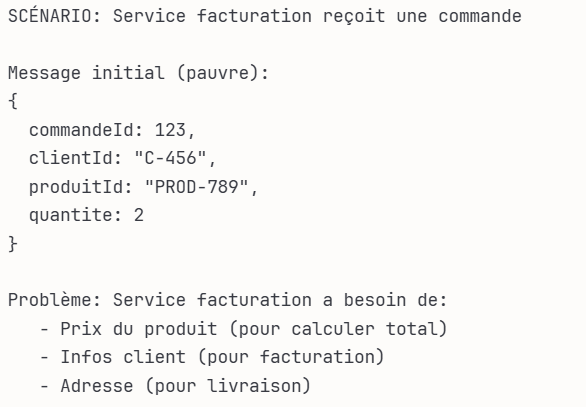 SCÉNARIO: Service facturation reçoit une commande
Message initial (pauvre):
{
  commandeId: 123,
  clientId: "C-456",
  produitId: "PROD-789",
  quantite: 2
}
Problème: Service facturation a besoin de:
   - Prix du produit (pour calculer total)
   - Infos client (pour facturation)
   - Adresse (pour livraison)